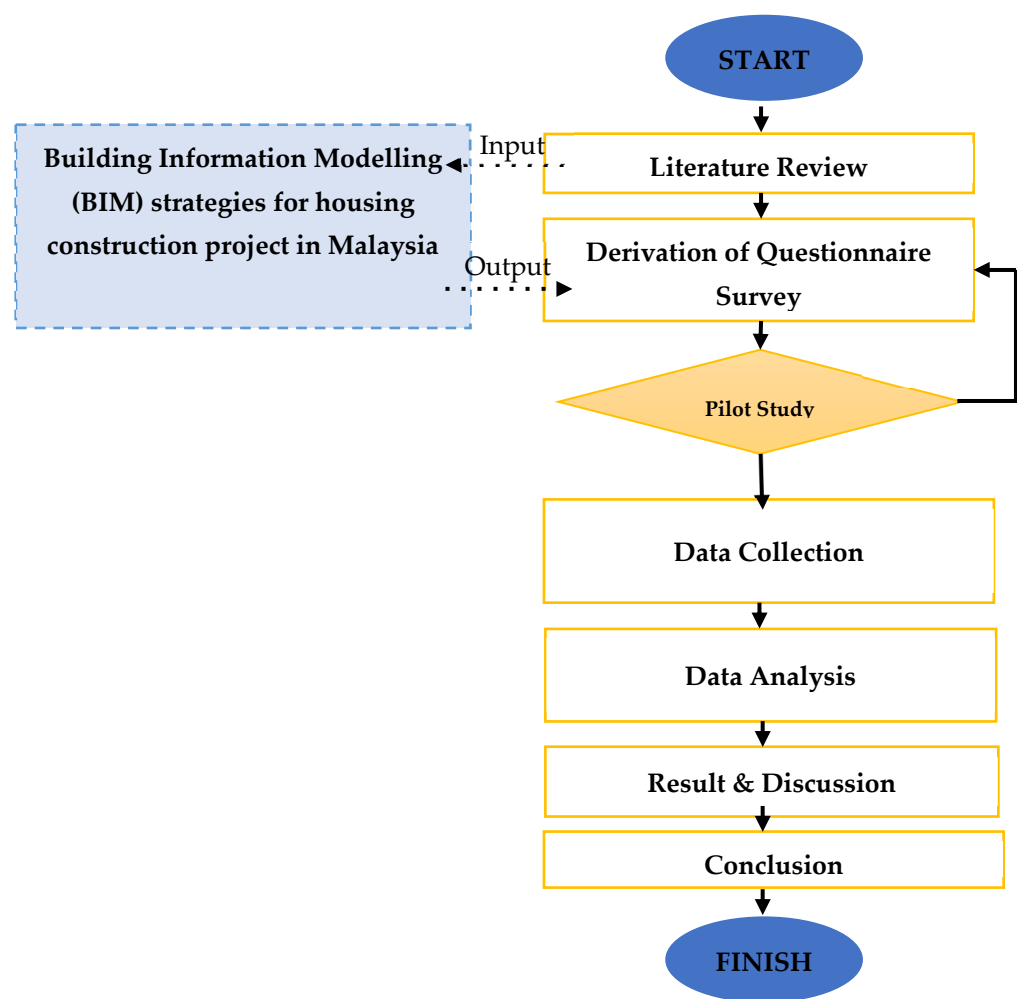 START
Input
Building Information Modelling
(BIM) strategies for housing
construction project in Malaysia
Literature Review
Output
Derivation of Questionnaire
Survey
Pilot Study
Data Collection
Data Analysis
Result & Discussion
Conclusion
FINISH